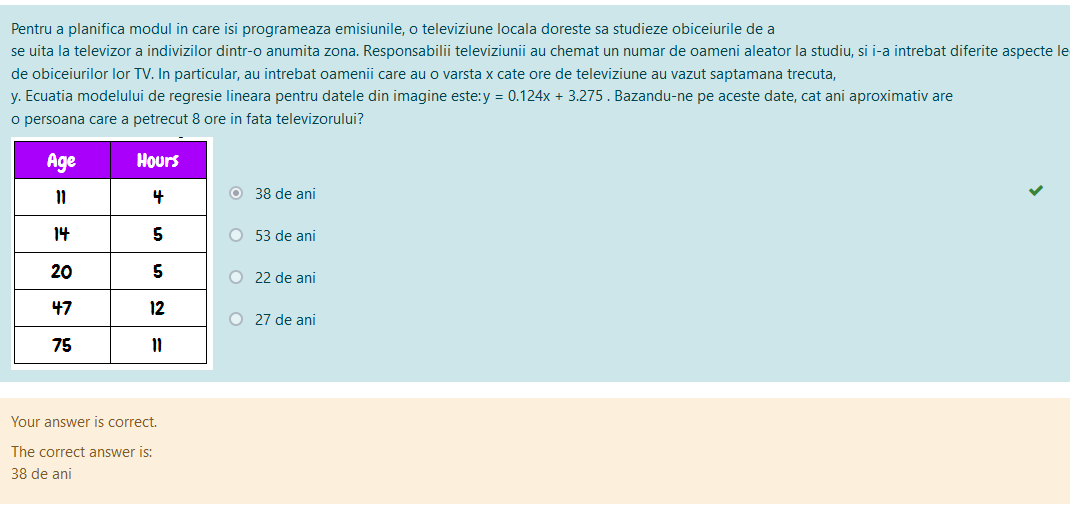 Pentru a planifica modul in care isi programeaza emisiunile, o televiziune locala doreste sa studieze obiceiurile de a
se uita la televizor a indivizilor dintr-o anumita zona. Responsabilii televiziunii au chemat un numar de oameni aleator la studiu, si i-a intrebat diferite aspecte le
de obiceiurilor lor TV. In particular, au intrebat oamenii care au o varsta x cate ore de televiziune au vazut saptamana trecuta,
y. Ecuatia modelului de regresie lineara pentru datele din imagine este: y = 0.124x + 3.275 . Bazandu-ne pe aceste date, cat ani aproximativ are
o persoana care a petrecut 8 ore in fata televizorului?
Age Hours
11 4
14 5
20 5
47 12
75 11
38 de ani
53 de ani
22 de ani
27 de ani
Your answer is correct.
The correct answer is:
38 de ani